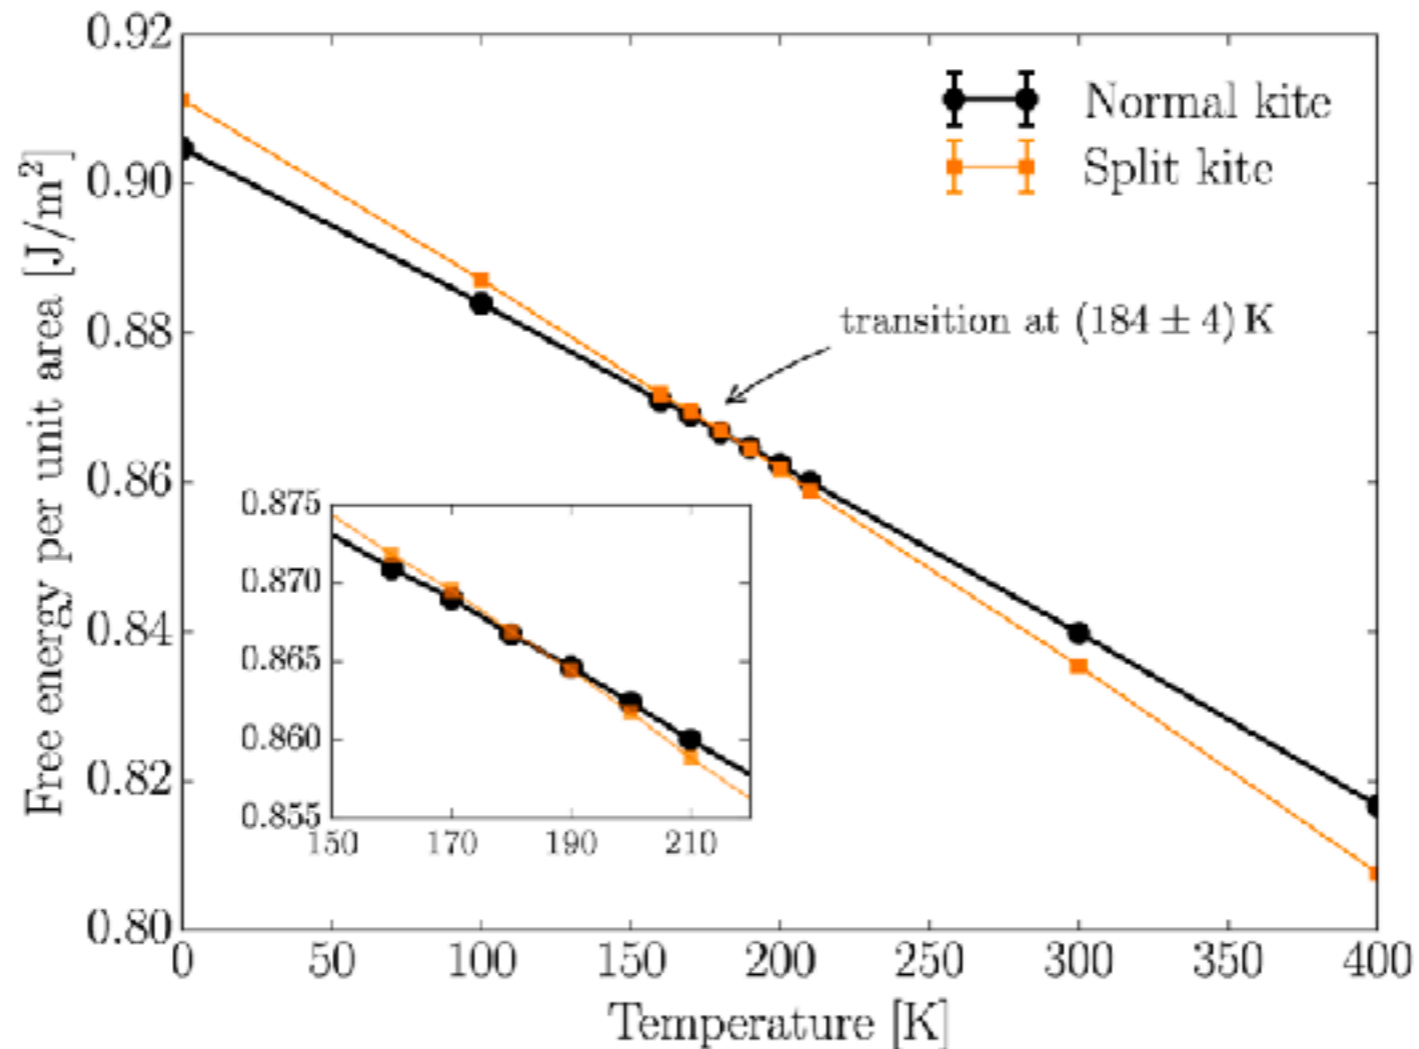 Free energy per unit area [J/m²]
0.92
0.90
0.88
0.86
0.84
0.82
0.80
Normal kite
Split kite
transition at (184 ± 4) K
0.875
0.870
0.865
0.860
0.855
150 170 190 210
0 50 100 150 200 250 300 350 400
Temperature [K]